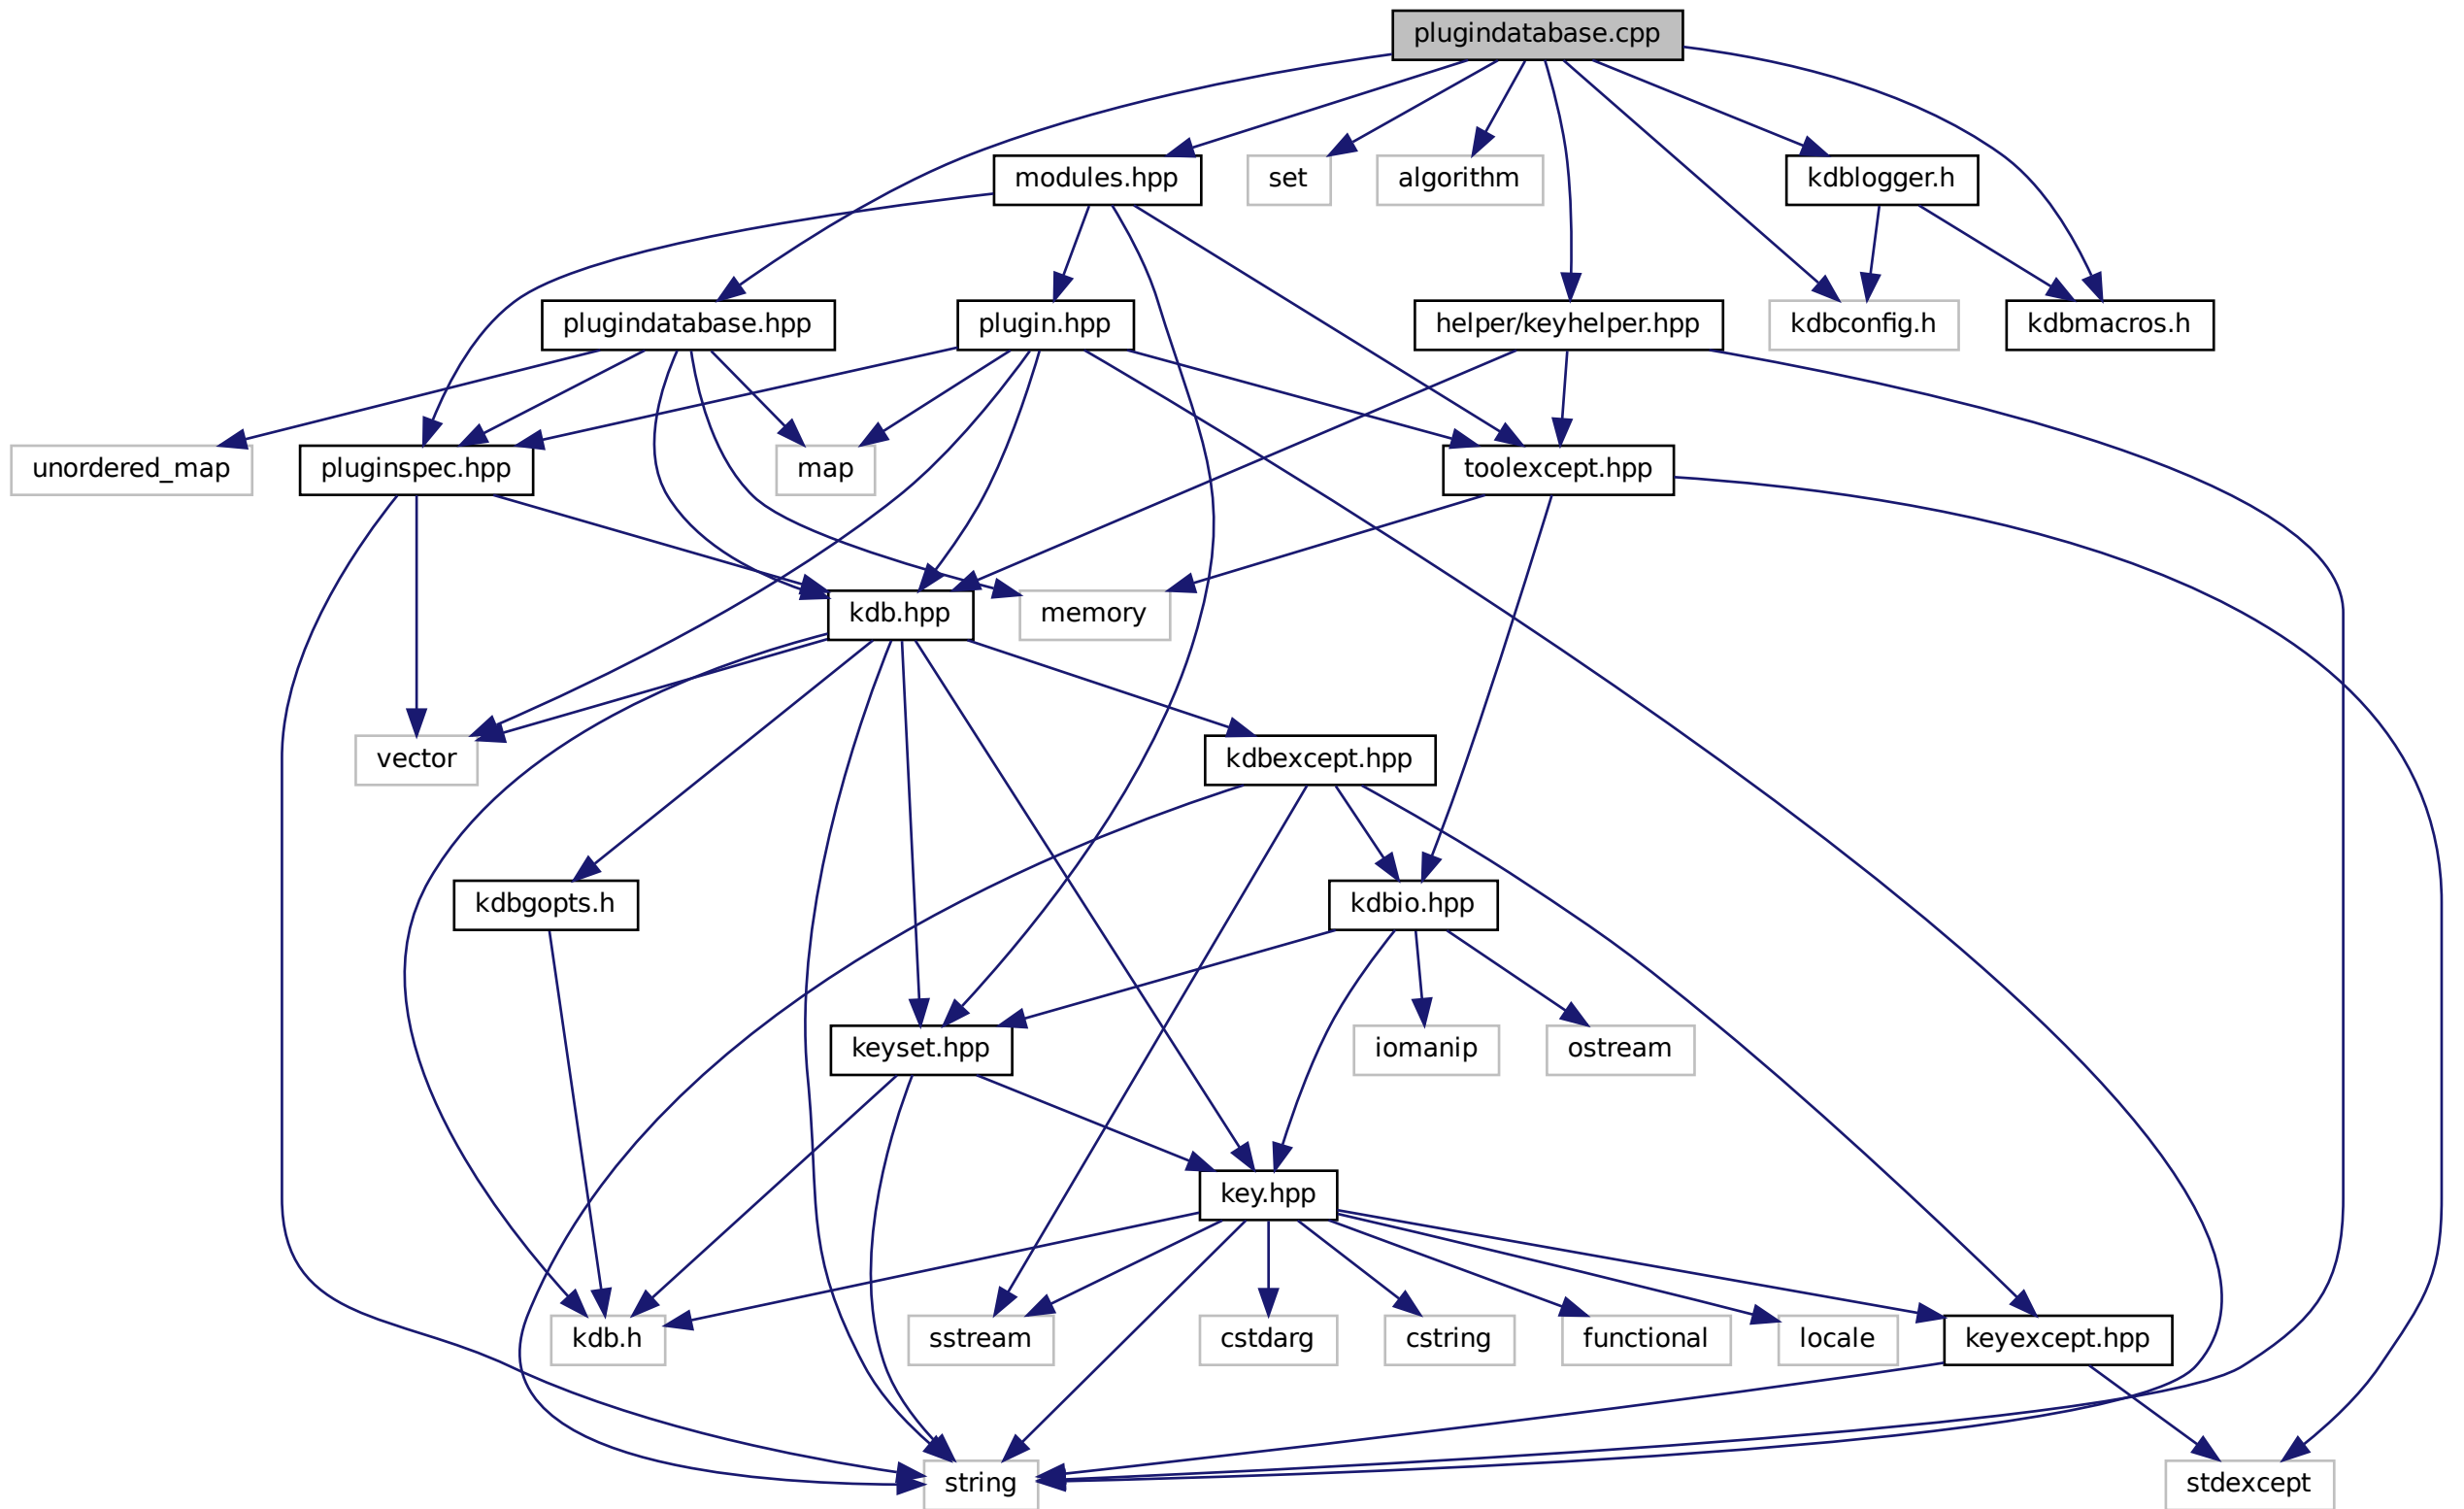 plugindatabase.cpp
modules.hpp
set
algorithm
kdblogger.h
plugindatabase.hpp
plugin.hpp
helper/keyhelper.hpp
kdbconfig.h
kdbmacros.h
unordered_map
pluginspec.hpp
map
toolexcept.hpp
kdb.hpp
memory
vector
kdbexcept.hpp
kdbgopts.h
kdbio.hpp
keyset.hpp
iomanip
ostream
key.hpp
kdb.h
sstream
cstdarg
cstring
functional
locale
keyexcept.hpp
string
stdexcept